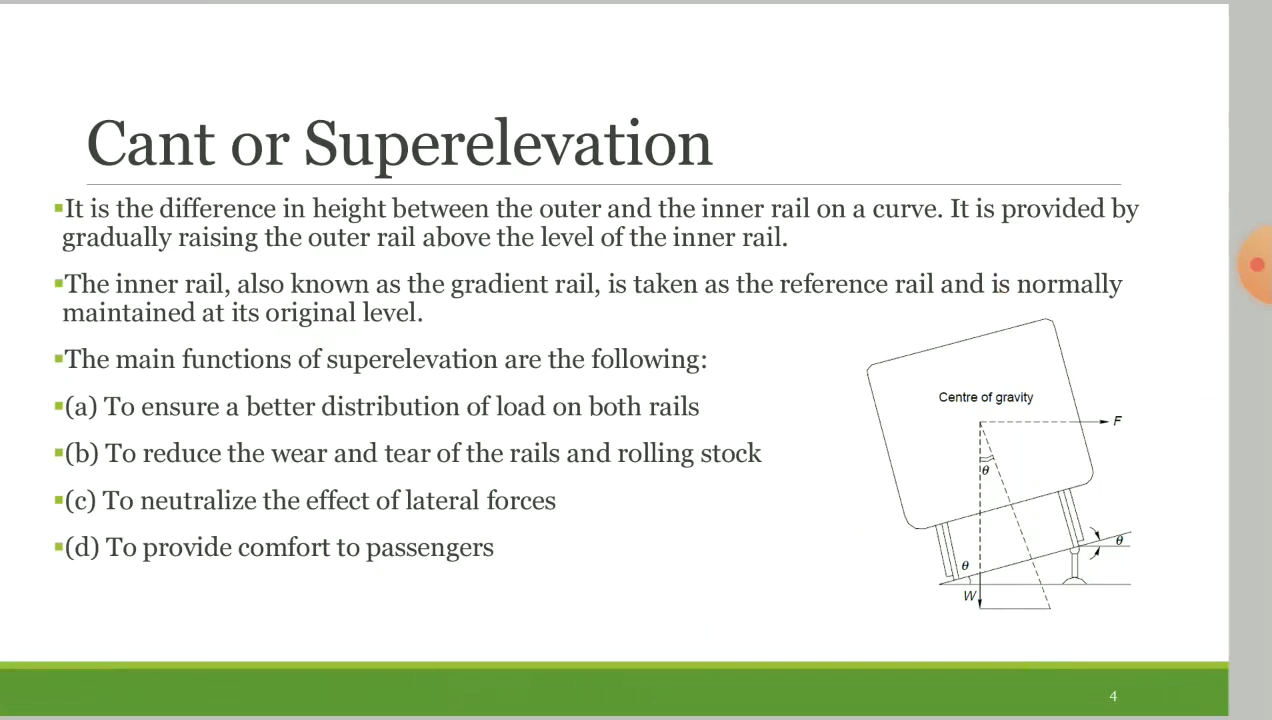 Cant or Superelevation
▪It is the difference in height between the outer and the inner rail on a curve. It is provided by
gradually raising the outer rail above the level of the inner rail.
▪The inner rail, also known as the gradient rail, is taken as the reference rail and is normally
maintained at its original level.
▪The main functions of superelevation are the following:
▪(a) To ensure a better distribution of load on both rails
▪(b) To reduce the wear and tear of the rails and rolling stock
▪(c) To neutralize the effect of lateral forces
▪(d) To provide comfort to passengers
Centre of gravity
F
θ
θ
θ
W
4